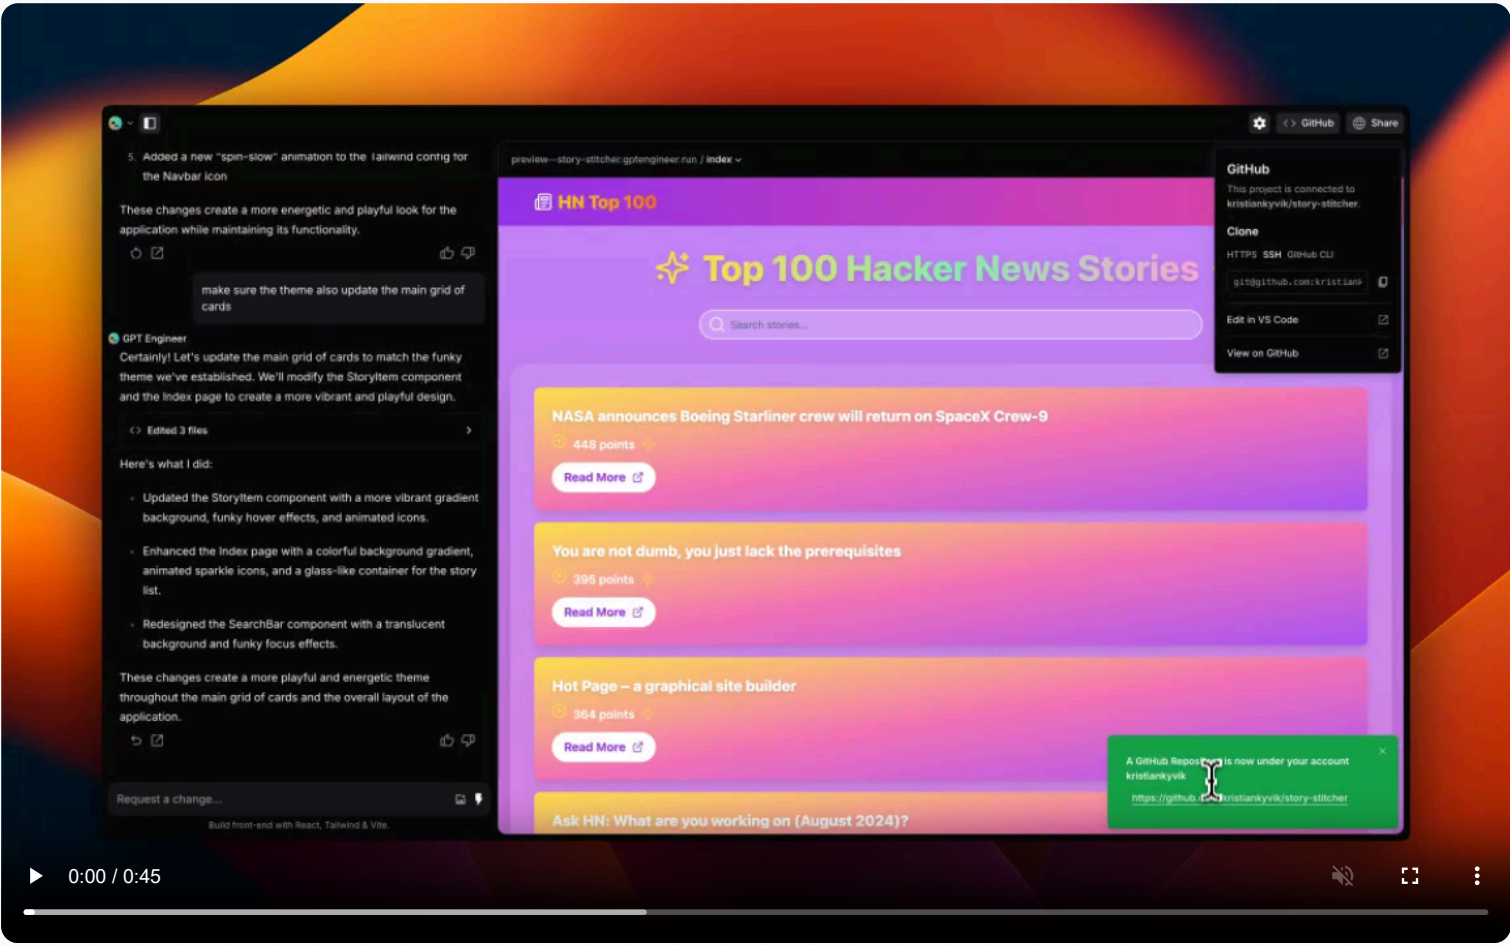 GitHub
Share
5. Added a new "spin-slow" animation to the Tailwind config for
the Navbar icon
These changes create a more energetic and playful look for the
application while maintaining its functionality.
make sure the theme also update the main grid of
cards
GPT Engineer
Certainly! Let's update the main grid of cards to match the funky
theme we've established. We'll modify the StoryItem component
and the Index page to create a more vibrant and playful design.
Edited 3 files
Here's what I did:
Updated the StoryItem component with a more vibrant gradient
background, funky hover effects, and animated icons.
Enhanced the Index page with a colorful background gradient,
animated sparkle icons, and a glass-like container for the story
list.
Redesigned the SearchBar component with a translucent
background and funky focus effects.
These changes create a more playful and energetic theme
throughout the main grid of cards and the overall layout of the
application.
Request a change...
Build front-end with React, Tailwind & Vite.
preview--story-stitcher.gptengineer.run / index
HN Top 100
Top 100 Hacker News Stories
Search stories...
NASA announces Boeing Starliner crew will return on SpaceX Crew-9
448 points
Read More
You are not dumb, you just lack the prerequisites
395 points
Read More
Hot Page – a graphical site builder
364 points
Read More
Ask HN: What are you working on (August 2024)?
GitHub
This project is connected to
kristiankyvik/story-stitcher.
Clone
HTTPS SSH GitHub CLI
git@github.com:kristiank
Edit in VS Code
View on GitHub
A GitHub is now under your account
kristiankyvik
https://github. kristiankyvik/story-stitcher
0:00 / 0:45